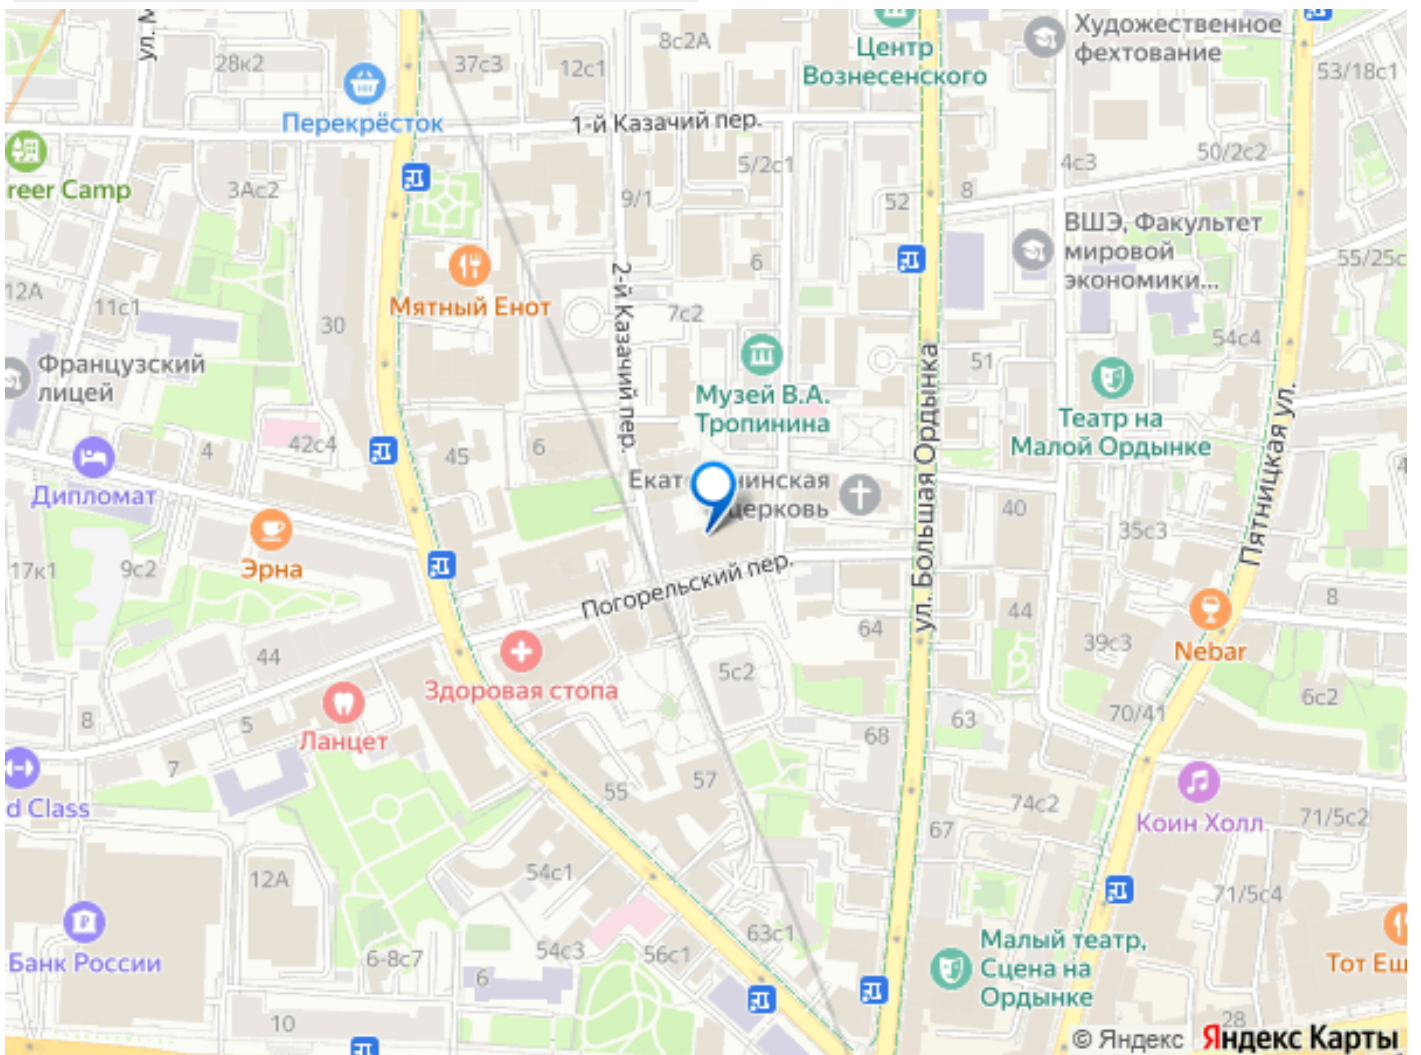 ул. М
28к2
37с3
12с1
8с2А
Центр
Вознесенского
Художественное
фехтование
53/18с1
Перекрёсток
1-й Казачий пер.
reer Camp
3Ас2
9/1
5/2с1
52
8
4с3
50/2с2
ВШЭ, Факультет
мировой
экономики...
55/25с
12А
11с1
30
Мятный Енот
2-й Казачий пер.
6
7с2
54с4
Французский
лицей
Музей В.А.
Тропинина
51
ул. Большая Ордынка
Театр на
Малой Ордынке
Пятницкая ул.
4
42с4
45
6
4
Дипломат
церковь
40
35с3
Эрна
17к1
9с2
Погорельский пер.
44
64
44
39с3
8
Nebar
Здоровая стопа
5с2
6с2
8
5
Ланцет
63
70/41
7
68
57
55
d Class
74с2
Коин Холл
71/5с2
67
12А
54с1
71/5с4
Банк России
6-8с7
6
54с3
56с1
63с1
Малый театр,
Сцена на
Ордынке
Тот Ещ
10
28
© Яндекс Яндекс Карты